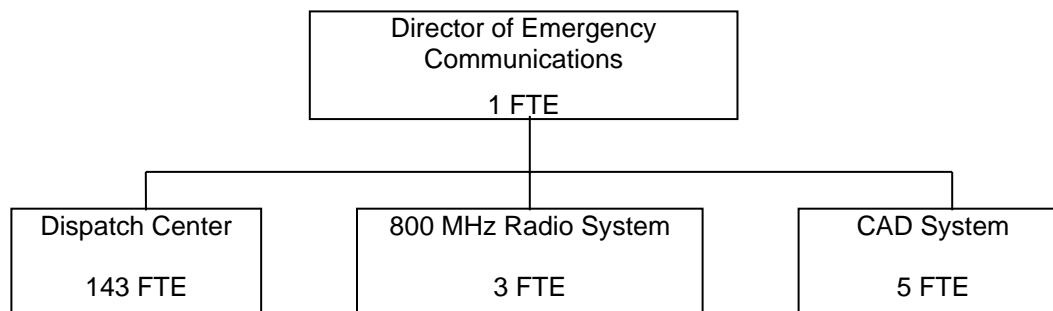 Director of Emergency
Communications
1 FTE
Dispatch Center
143 FTE
800 MHz Radio System
3 FTE
CAD System
5 FTE